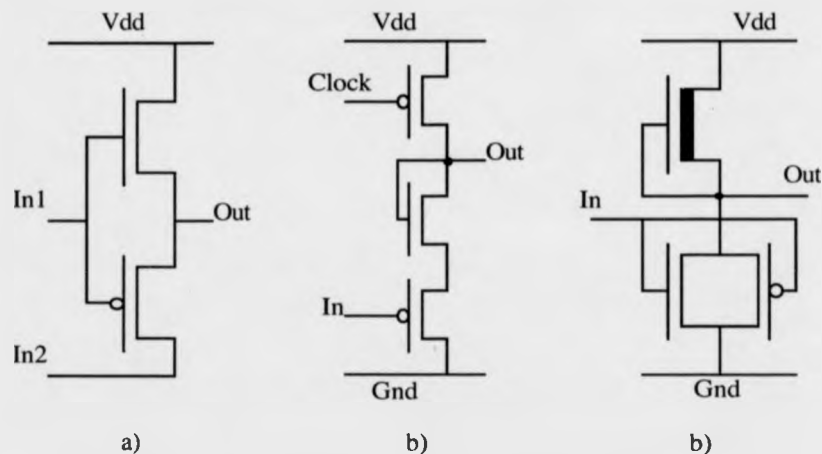 Vdd
In1
Out
In2
a)
Vdd
Clock
Out
In
Gnd
b)
Vdd
Out
In
Gnd
b)